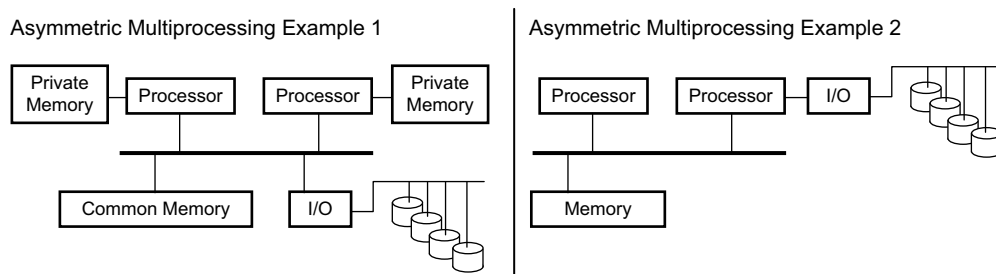 Asymmetric Multiprocessing Example 1
Private
Memory
Processor
Processor
Private
Memory
Common Memory
I/O
Asymmetric Multiprocessing Example 2
Processor
Processor
I/O
Memory